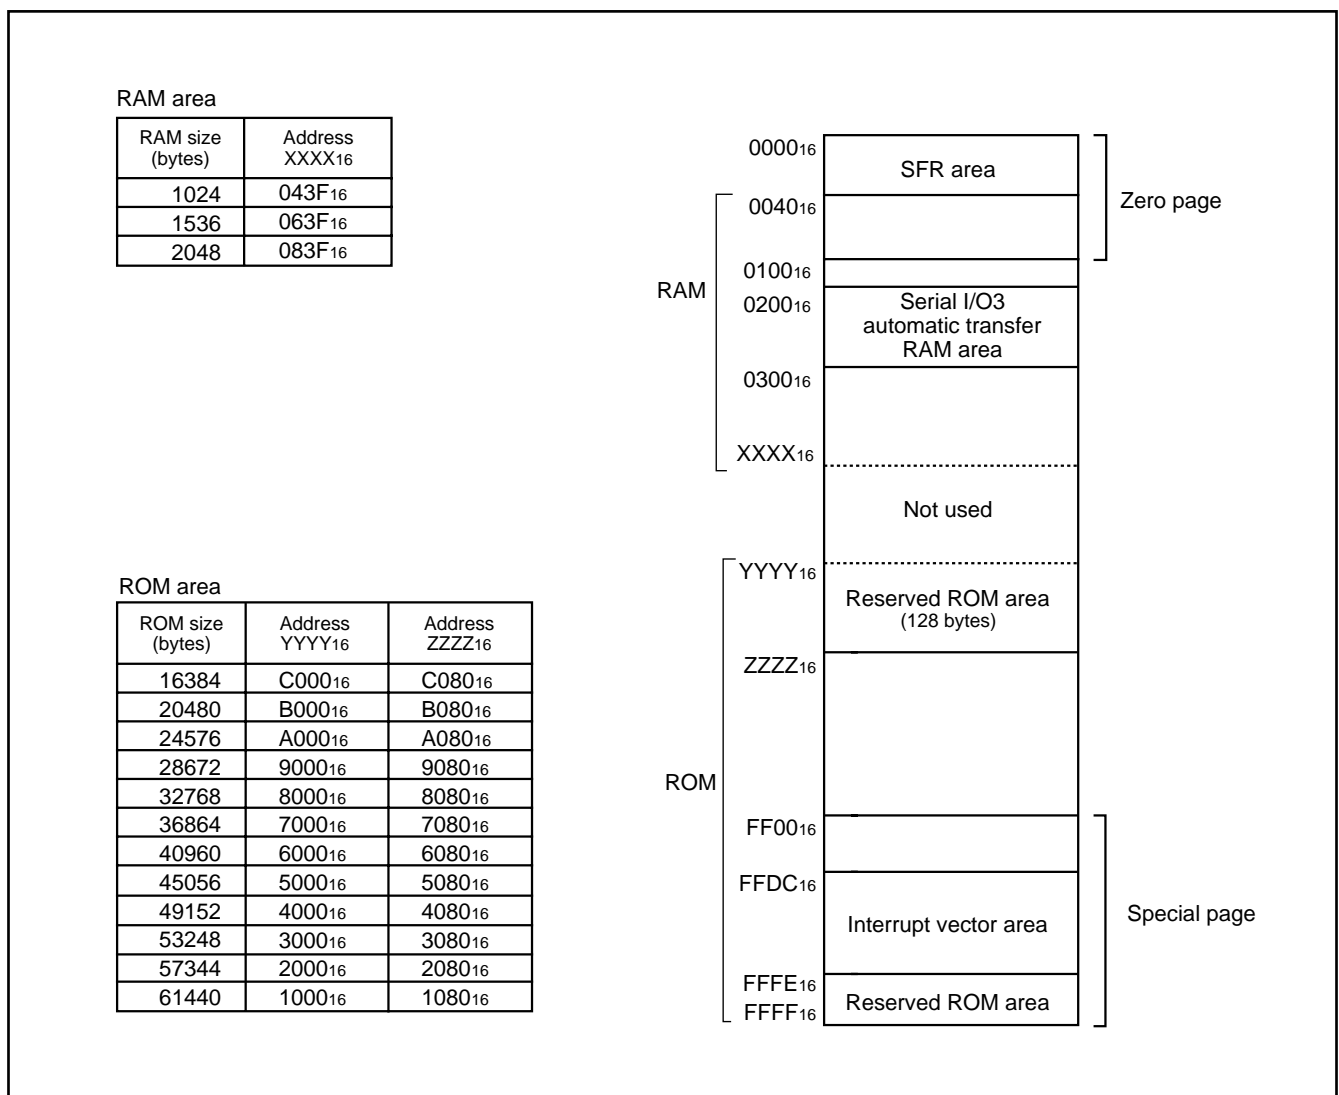 RAM area
RAM size (bytes) Address XXXX16
1024 043F16
1536 063F16
2048 083F16
ROM area
ROM size (bytes) Address YYYY16 Address ZZZZ16
16384 C00016 C08016
20480 B00016 B08016
24576 A00016 A08016
28672 900016 908016
32768 800016 808016
36864 700016 708016
40960 600016 608016
45056 500016 508016
49152 400016 408016
53248 300016 308016
57344 200016 208016
61440 100016 108016
000016
SFR area
Zero page
004016
RAM
010016
020016
Serial I/O3
automatic transfer
RAM area
030016
XXXX16
Not used
YYYY16
Reserved ROM area
(128 bytes)
ZZZZ16
ROM
FF0016
FFDC16
Interrupt vector area
Special page
FFFE16
Reserved ROM area
FFFF16